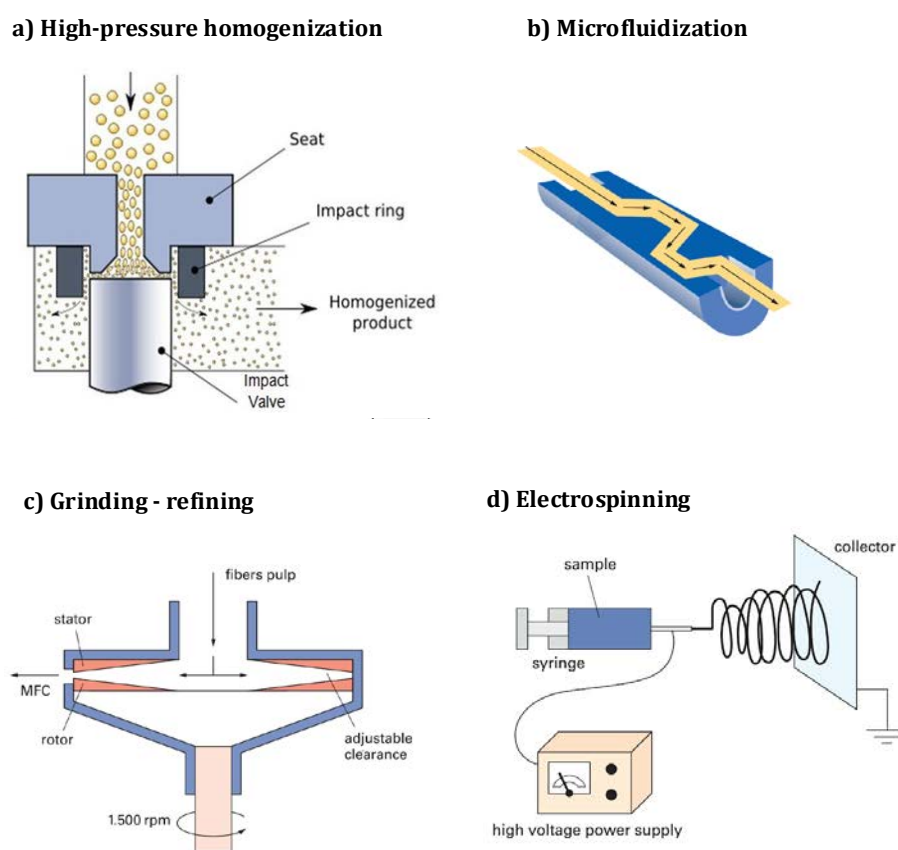 a) High-pressure homogenization
Seat
Impact ring
Homogenized
product
Impact
Valve
b) Microfluidization
c) Grinding - refining
fibers pulp
stator
MFC
rotor
adjustable
clearance
1.500 rpm
d) Electrospinning
collector
sample
syringe
high voltage power supply